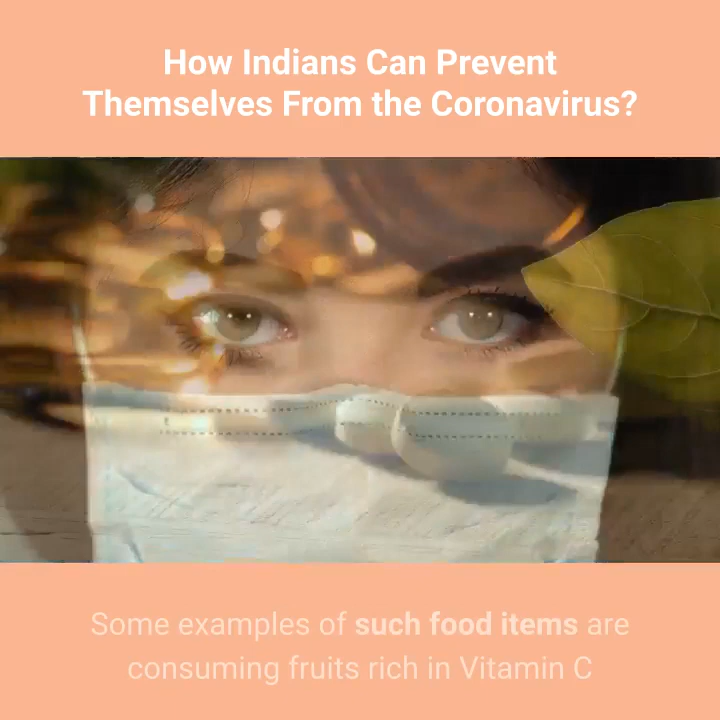 How Indians Can Prevent
Themselves From the Coronavirus?
Some examples of such food items are
consuming fruits rich in Vitamin C